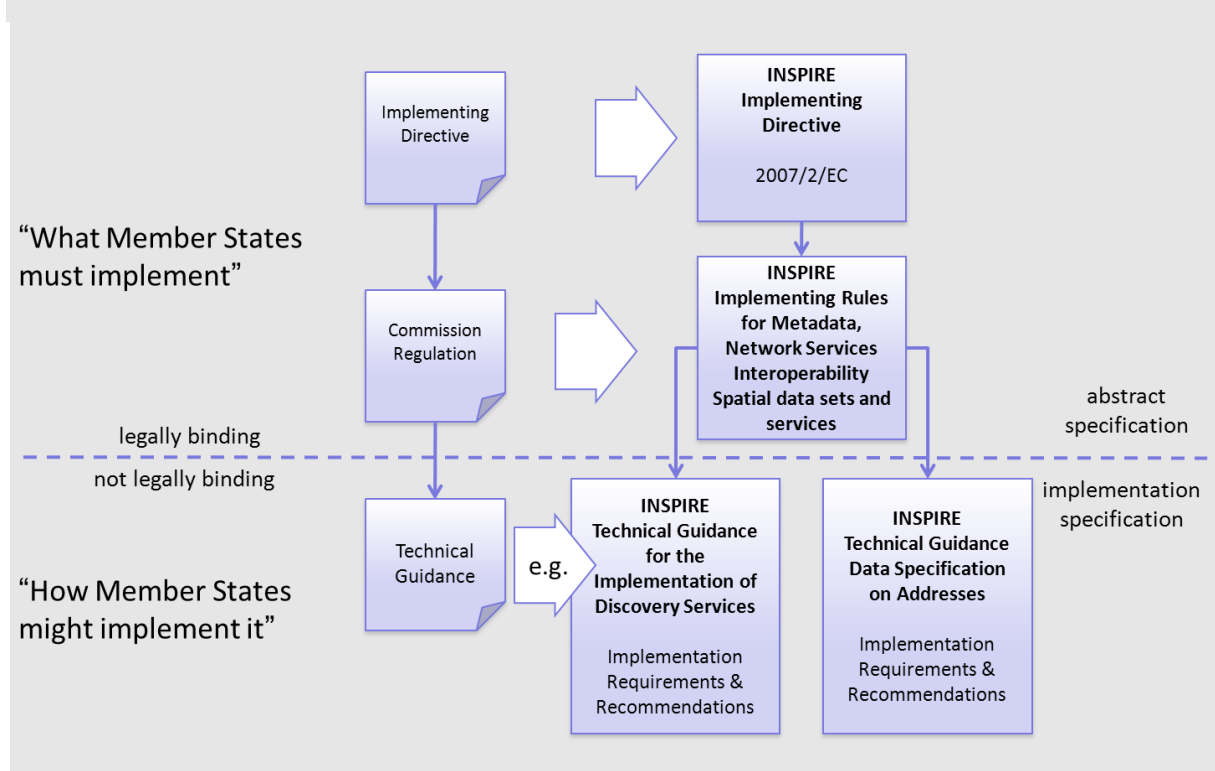 Implementing
Directive
INSPIRE
Implementing
Directive
2007/2/EC
“What Member States
must implement”
Commission
Regulation
INSPIRE
Implementing Rules
for Metadata,
Network Services
Interoperability
Spatial data sets and
services
abstract
specification
legally binding
not legally binding
implementation
specification
“How Member States
might implement it”
Technical
Guidance
e.g.
INSPIRE
Technical Guidance
for the
Implementation of
Discovery Services
Implementation
Requirements &
Recommendations
INSPIRE
Technical Guidance
Data Specification
on Addresses
Implementation
Requirements &
Recommendations